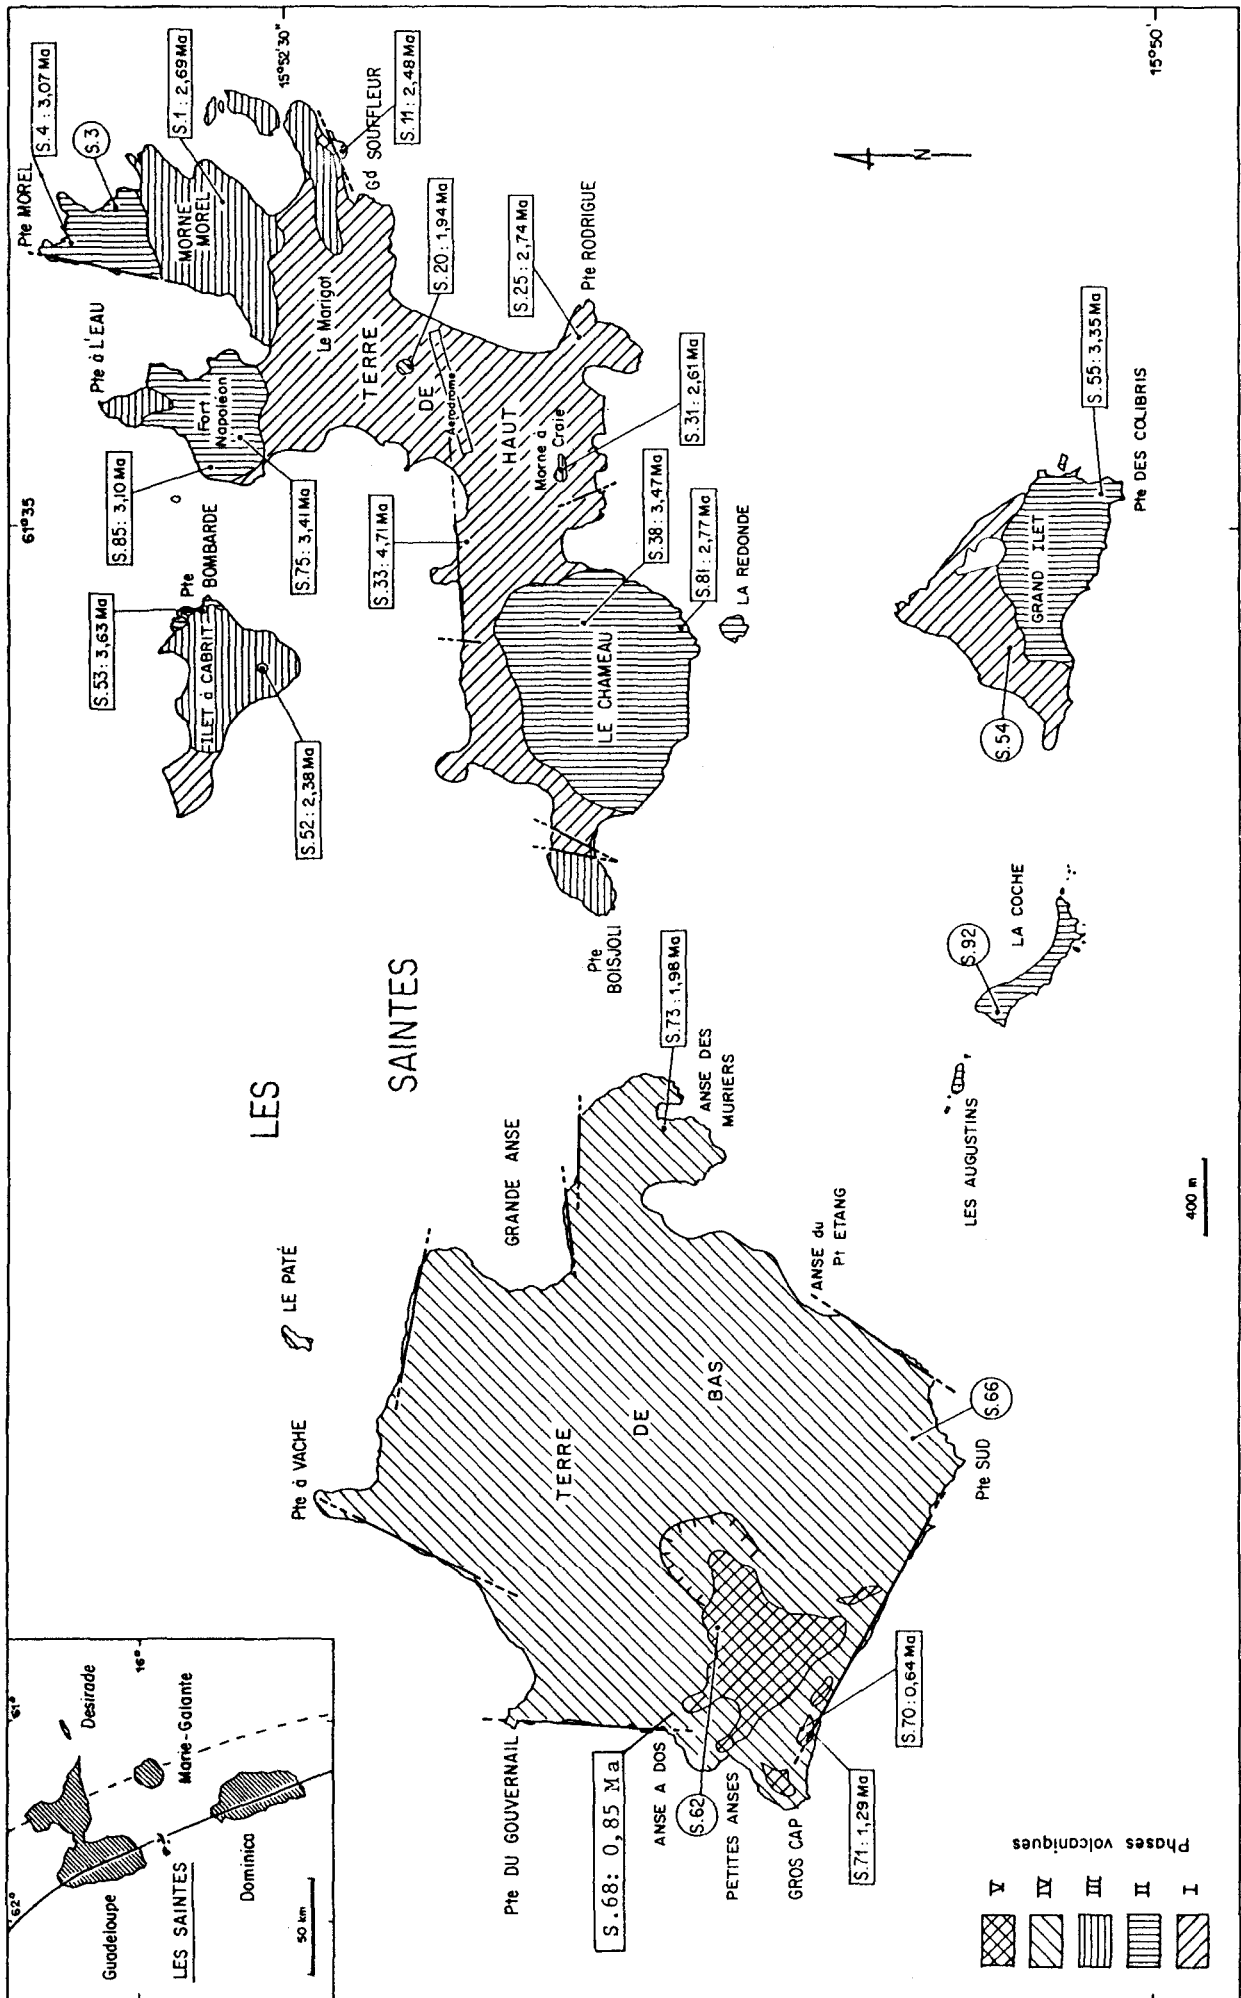 61°35
15°52'30"
15°50'
62°
61°
16°
Guadeloupe
Désirade
Marie-Galante
LES SAINTES
Dominica
50 km
LES
SAINTES
LE PATÉ
Pte à VACHE
Pte DU GOUVERNAIL
GRANDE ANSE
TERRE
DE
BAS
S.68: 0,85 Ma
ANSE A DOS
S.62
PETITES ANSES
GROS CAP
S.71: 1,29 Ma
S.70: 0,64 Ma
Pte SUD
S.66
ANSE du
Pt ETANG
ANSE DES
MURIERS
S.73: 1,98 Ma
LES AUGUSTINS
LA COCHE
S.92
Pte
BOISJOLI
S.53: 3,63 Ma
Pte
BOMBARDE
ILET à CABRIT
S.52: 2,38 Ma
S.85: 3,10 Ma
Pte à L'EAU
Fort
Napoléon
S.75: 3,41 Ma
S.33: 4,71 Ma
Pte MOREL
S.4: 3,07 Ma
S.3
S.1: 2,69 Ma
MORNE
MOREL
Gd SOUFFLEUR
S.11: 2,48 Ma
Le Marigot
TERRE
DE
HAUT
Aérodrome
S.20: 1,94 Ma
S.25: 2,74 Ma
Pte RODRIGUE
Morne à
Craie
S.31: 2,61 Ma
LE CHAMEAU
S.38: 3,47 Ma
S.81: 2,77 Ma
LA REDONDE
GRAND ILET
S.54
S.55: 3,35 Ma
Pte DES COLIBRIS
N
400 m
V
IV
III
II
I
Phases volcaniques